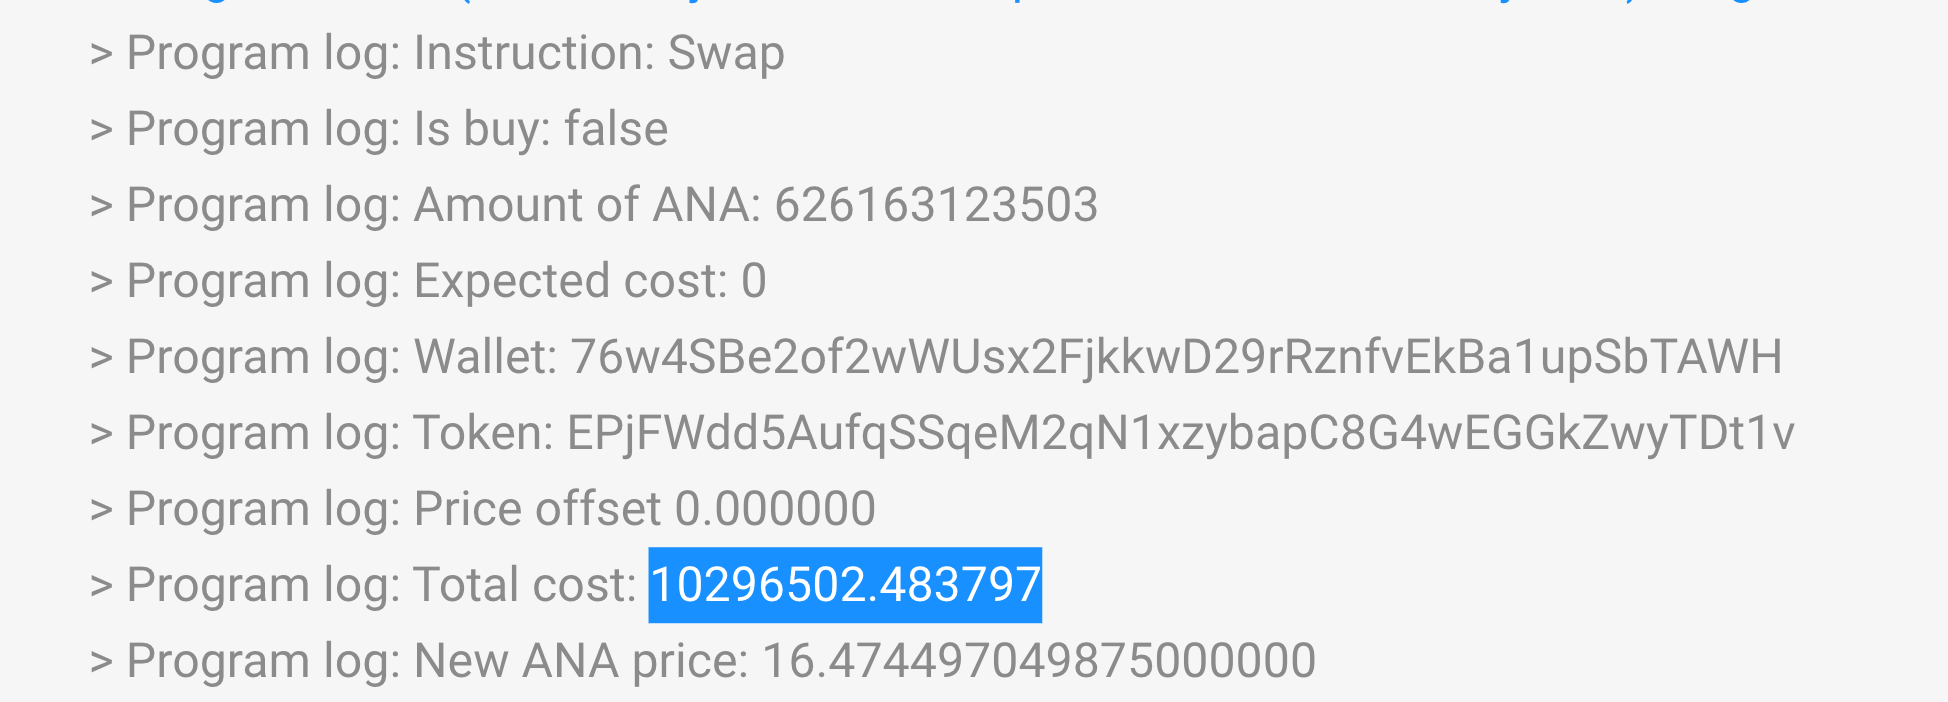 > Program log: Instruction: Swap
> Program log: Is buy: false
> Program log: Amount of ANA: 626163123503
> Program log: Expected cost: 0
> Program log: Wallet: 76w4SBe2of2wWUsx2FjkkwD29rRznfvEkBa1upSbTAWH
> Program log: Token: EPjFWdd5AufqSSqeM2qN1xzybapC8G4wEGGkZwyTDt1v
> Program log: Price offset 0.000000
> Program log: Total cost: 10296502.483797
> Program log: New ANA price: 16.474497049875000000